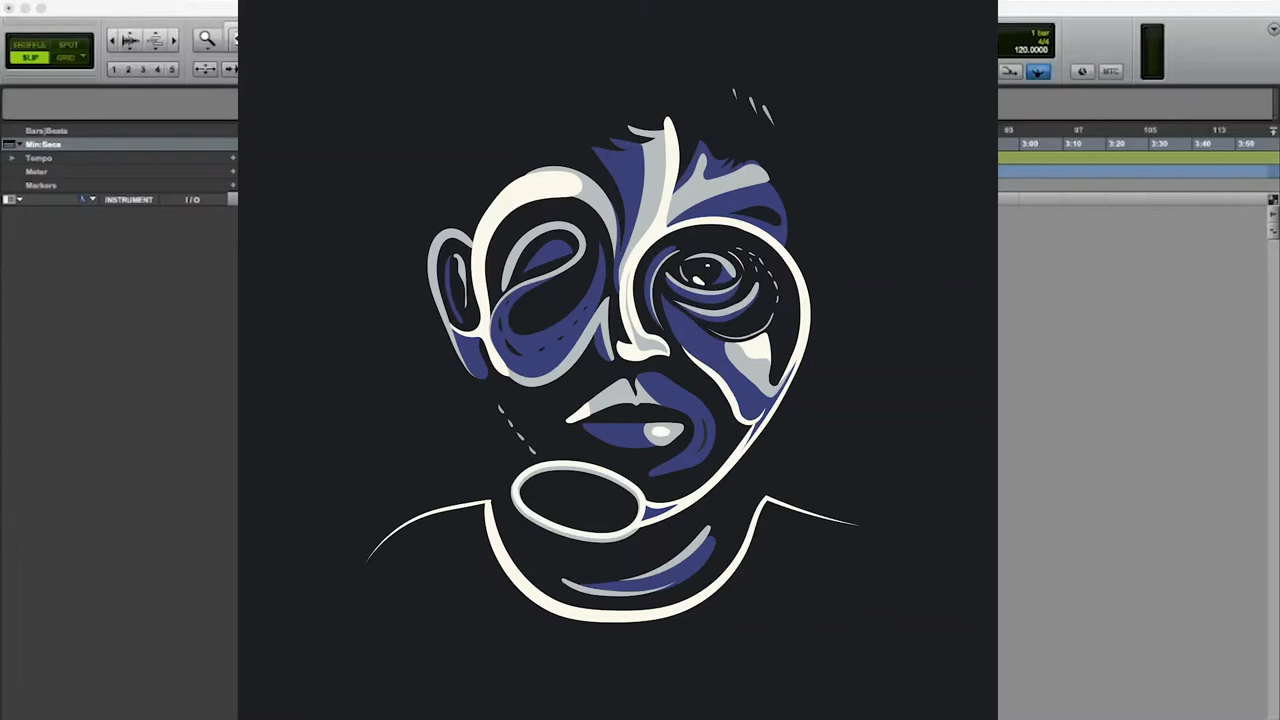 SHUFFLE SPOT
SLIP GRID
1 2 3 4 5
1 bar
4/4
120.0000
MTC
Bars|Beats
89 97 105 113
Min:Secs
3:00 3:10 3:20 3:30 3:40 3:50
Tempo
Meter
Markers
INSTRUMENT I / O